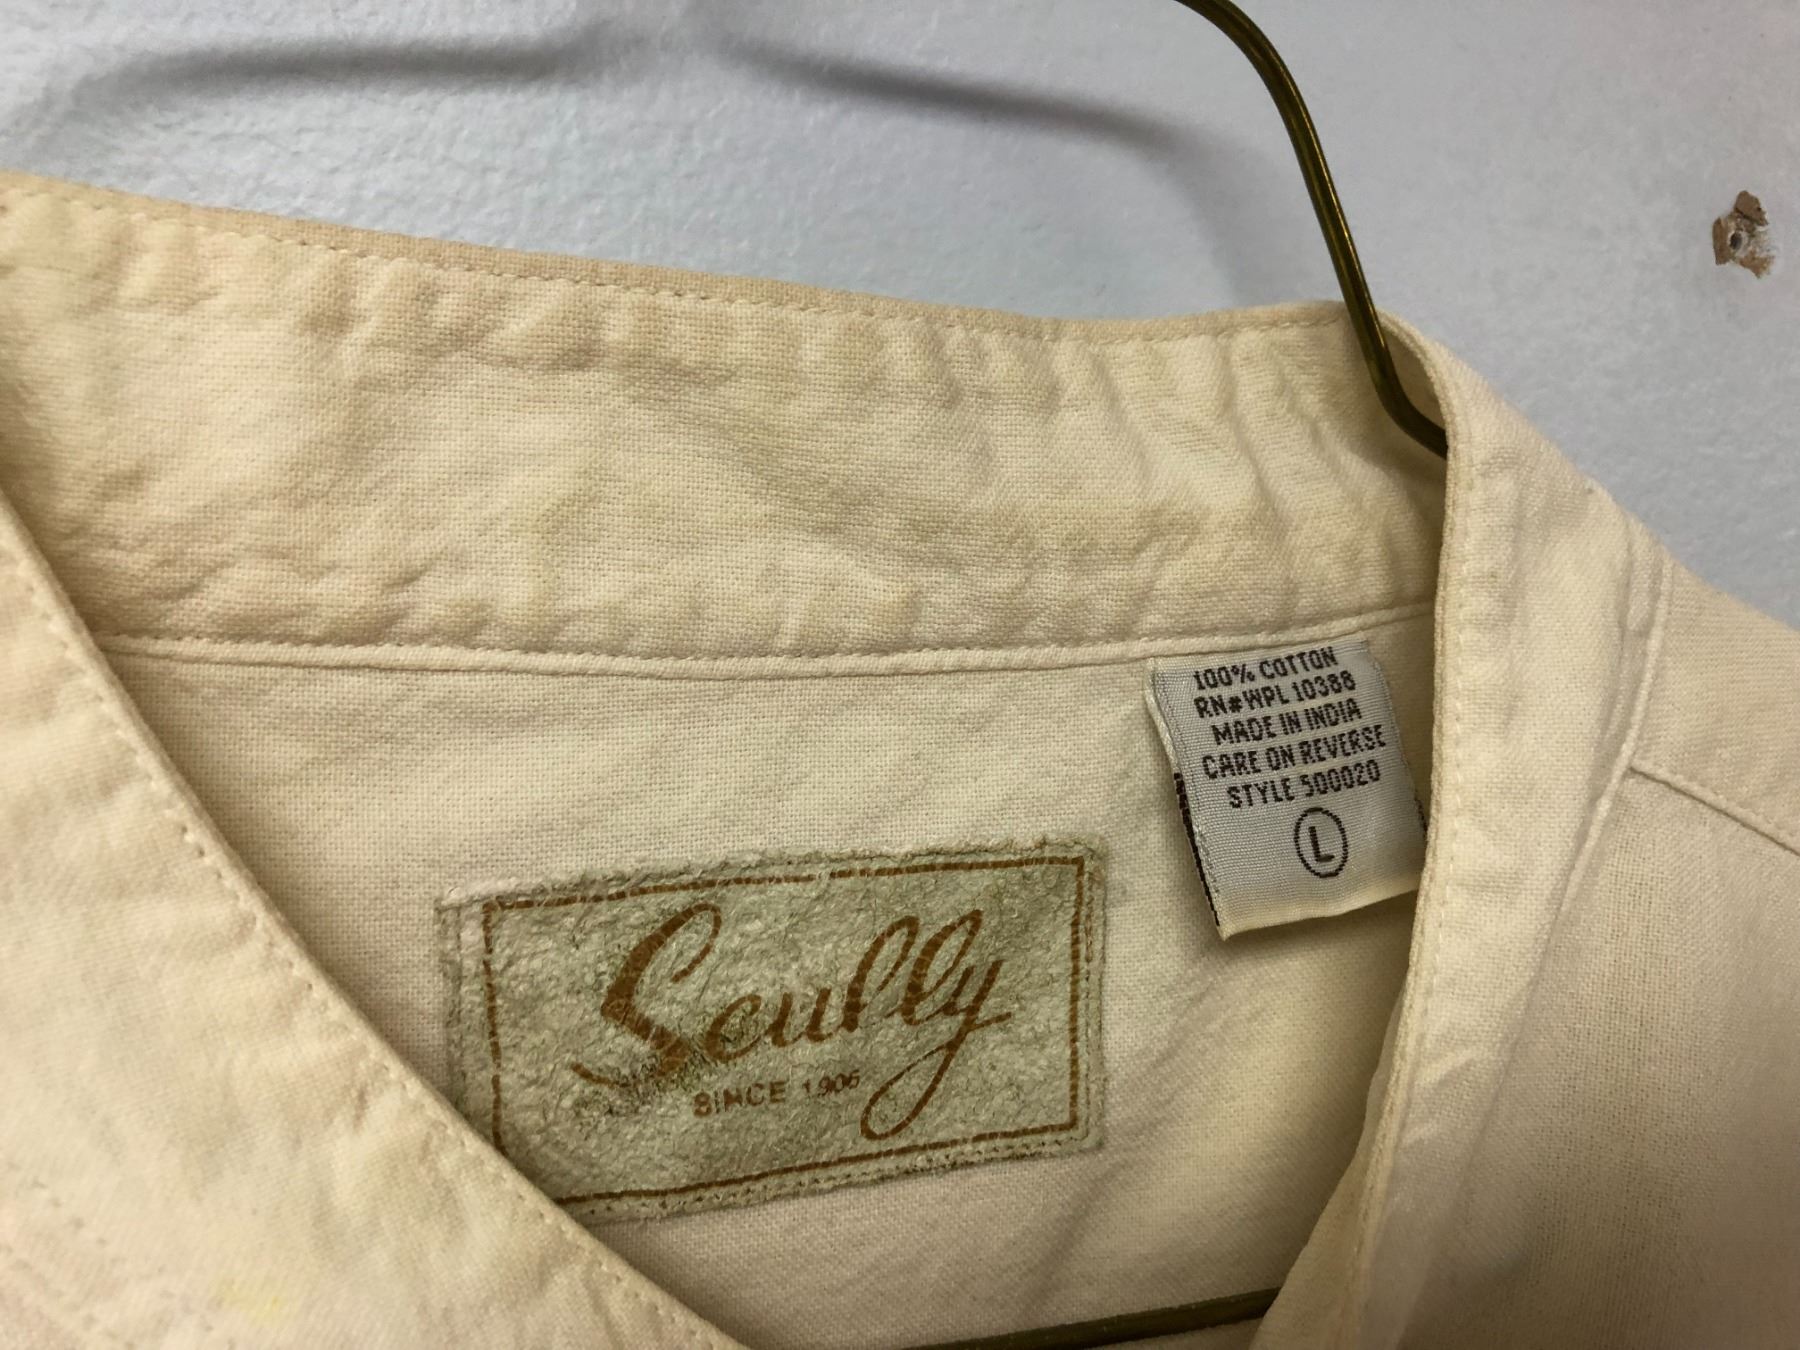 100% COTTON
RN#WPL 10388
MADE IN INDIA
CARE ON REVERSE
STYLE 500020
L
Scully
SINCE 1906